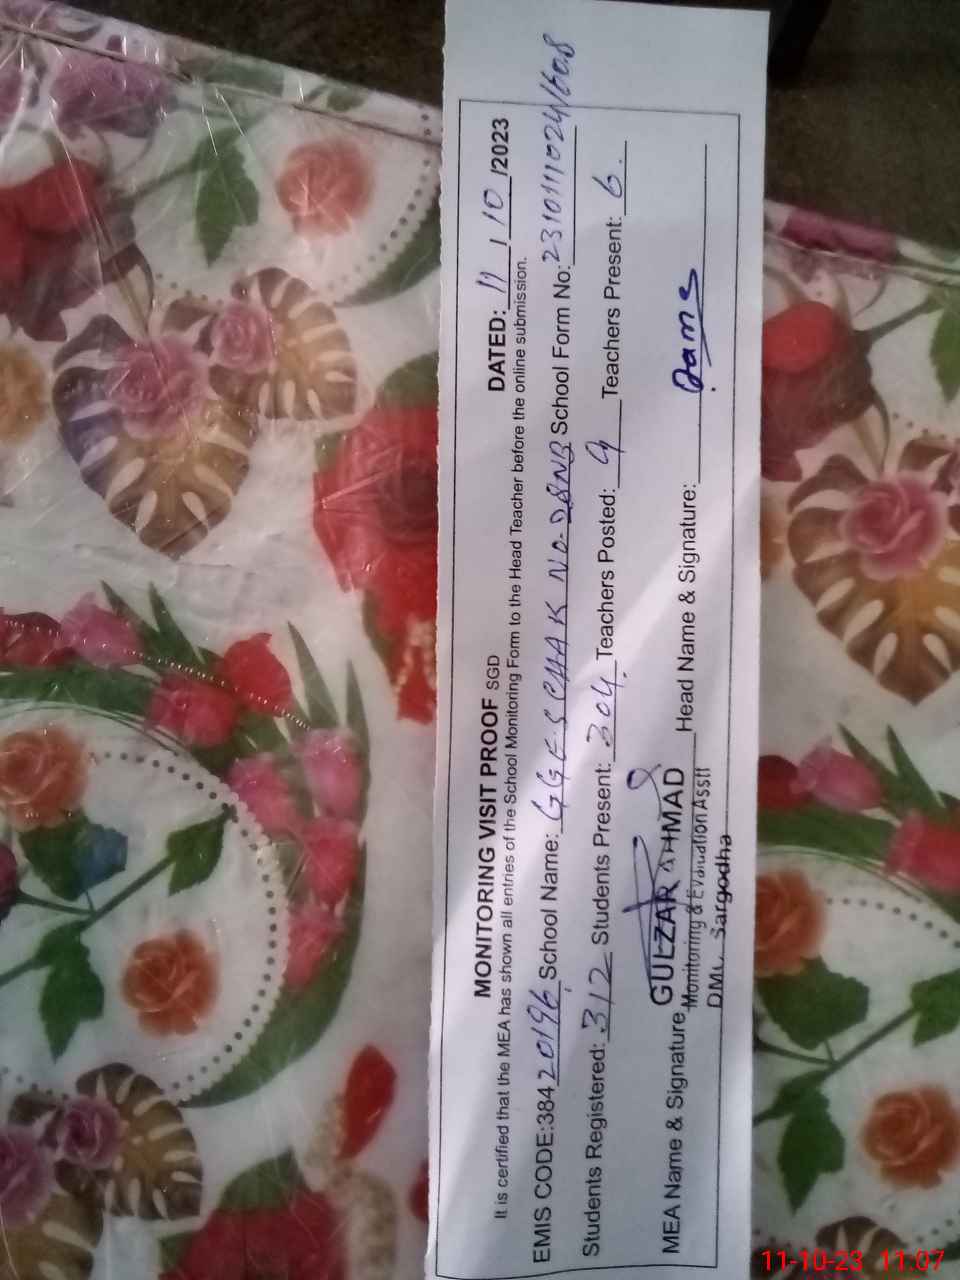 MONITORING VISIT PROOF SGD DATED: 11 / 10 /2023
It is certified that the MEA has shown all entries of the School Monitoring Form to the Head Teacher before the online submission.
EMIS CODE:38420196 School Name: GGES CHAK NO-28NB School Form No: 2310111024
Students Registered: 312 Students Present: 304 Teachers Posted: 9 Teachers Present: 6.
MEA Name & Signature GULZAR AHMAD Head Name & Signature:
Monitoring & Evaluation Asstt
Sargodha
11-10-23 11:07